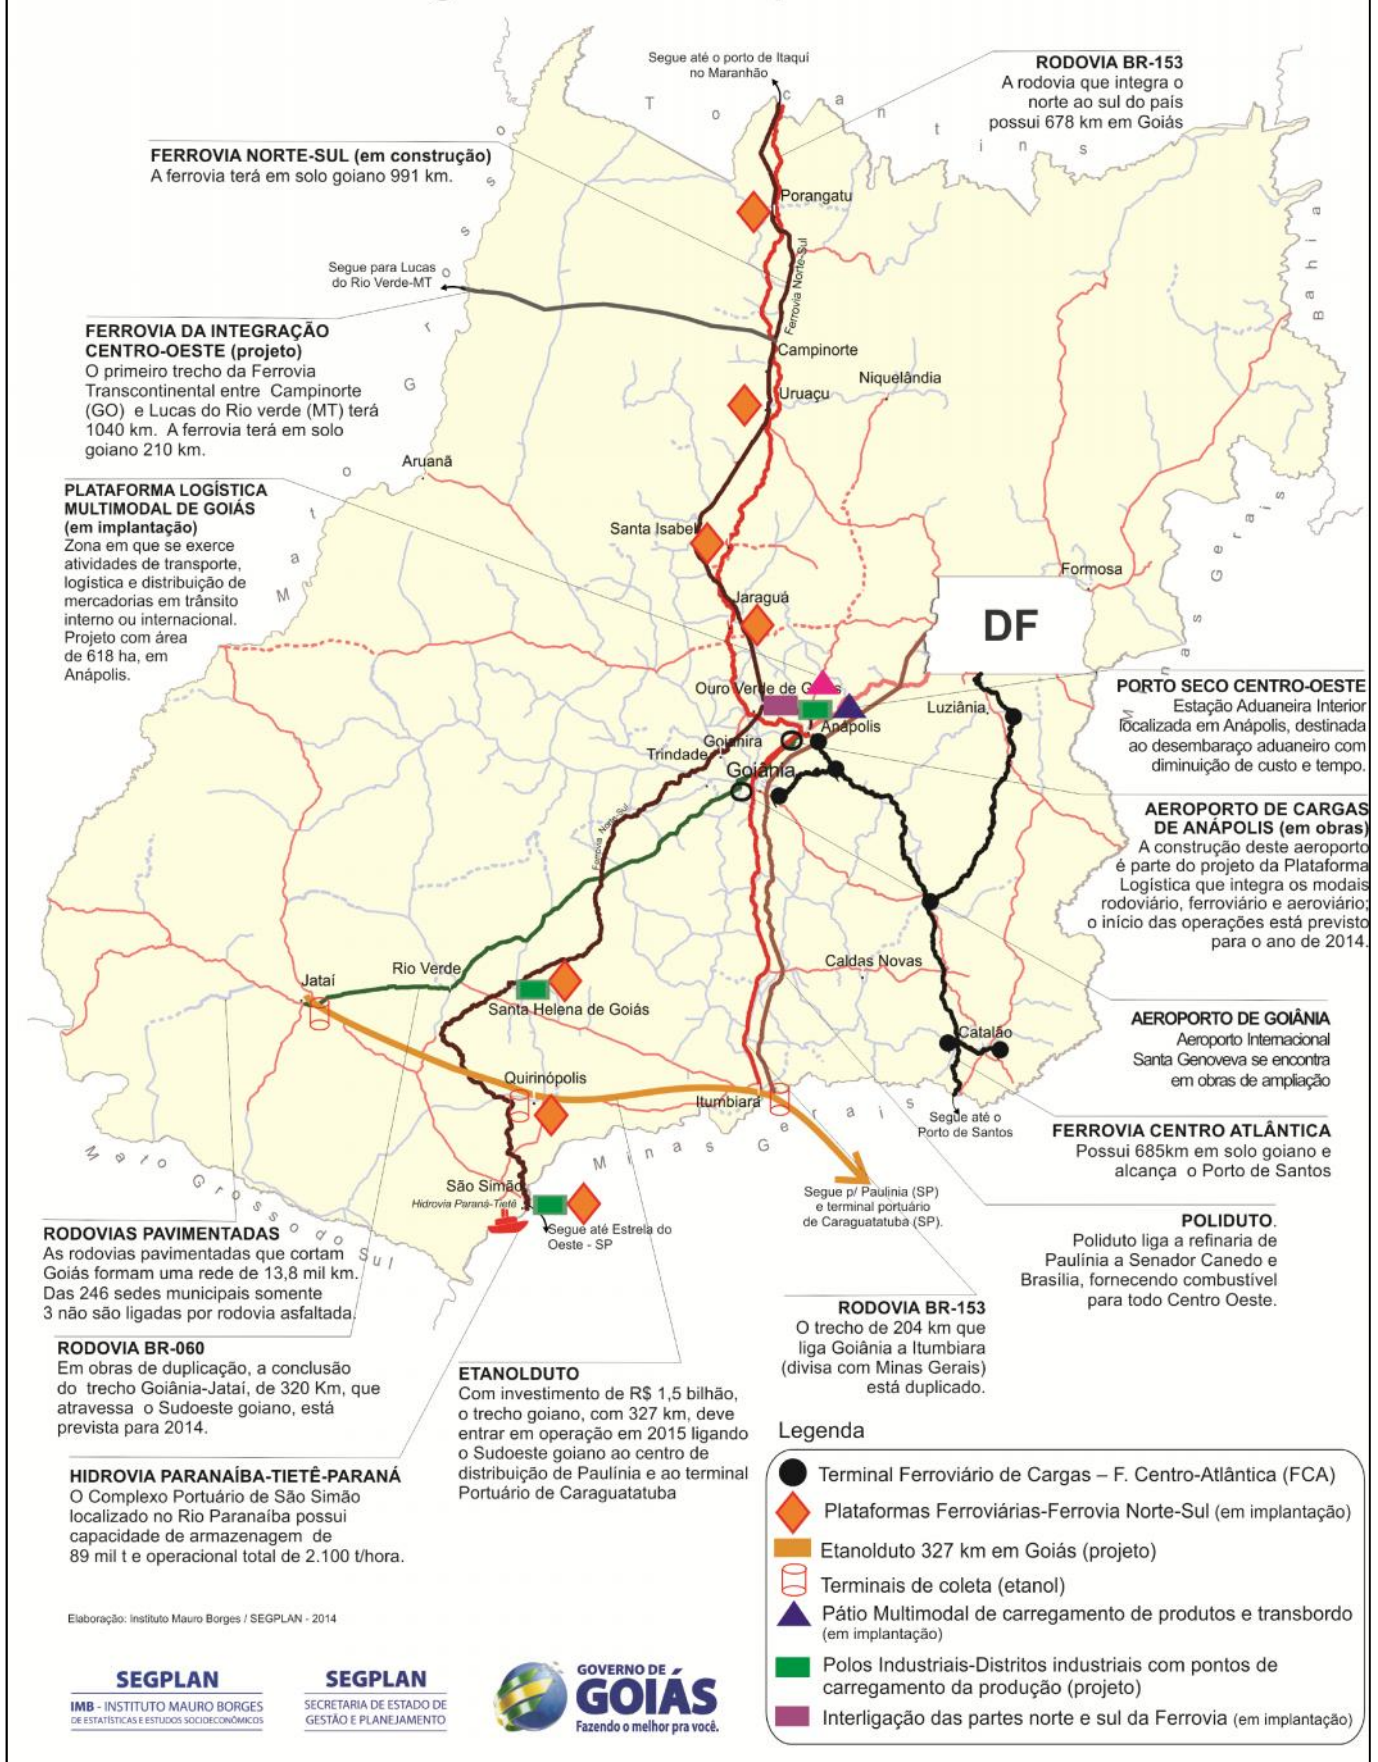 Segue até o porto de Itaquí
no Maranhão
RODOVIA BR-153
A rodovia que integra o
norte ao sul do país
possui 678 km em Goiás
Tocantins
FERROVIA NORTE-SUL (em construção)
A ferrovia terá em solo goiano 991 km.
Porangatu
Bahia
Ferrovia Norte-Sul
Segue para Lucas
do Rio Verde-MT
FERROVIA DA INTEGRAÇÃO
CENTRO-OESTE (projeto)
O primeiro trecho da Ferrovia
Transcontinental entre Campinorte
(GO) e Lucas do Rio verde (MT) terá
1040 km. A ferrovia terá em solo
goiano 210 km.
Campinorte
Uruaçu
Niquelândia
Aruanã
Mato Grosso
PLATAFORMA LOGÍSTICA
MULTIMODAL DE GOIÁS
(em implantação)
Zona em que se exerce
atividades de transporte,
logística e distribuição de
mercadorias em trânsito
interno ou internacional.
Projeto com área
de 618 ha, em
Anápolis.
Santa Isabel
Formosa
Jaraguá
DF
Minas Gerais
Ouro Verde de G s
Luziânia
Anápolis
Goianira
Trindade
Goiânia
PORTO SECO CENTRO-OESTE
Estação Aduaneira Interior
localizada em Anápolis, destinada
ao desembaraço aduaneiro com
diminuição de custo e tempo.
AEROPORTO DE CARGAS
DE ANÁPOLIS (em obras)
A construção deste aeroporto
é parte do projeto da Plataforma
Logística que integra os modais
rodoviário, ferroviário e aeroviário;
o início das operações está previsto
para o ano de 2014.
Ferrovia Norte-Sul
Jataí
Rio Verde
Caldas Novas
Santa Helena de Goiás
AEROPORTO DE GOIÂNIA
Aeroporto Internacional
Santa Genoveva se encontra
em obras de ampliação
Catalão
Quirinópolis
Itumbiara
Segue até o
Porto de Santos
FERROVIA CENTRO ATLÂNTICA
Possui 685km em solo goiano e
alcança o Porto de Santos
Minas Gerais
Mato Grosso do Sul
São Simão
Hidrovia Paraná-Tietê
Segue até Estrela do
Oeste - SP
Segue p/ Paulinia (SP)
e terminal portuário
de Caraguatatuba (SP).
POLIDUTO.
Poliduto liga a refinaria de
Paulínia a Senador Canedo e
Brasília, fornecendo combustível
para todo Centro Oeste.
RODOVIAS PAVIMENTADAS
As rodovias pavimentadas que cortam
Goiás formam uma rede de 13,8 mil km.
Das 246 sedes municipais somente
3 não são ligadas por rodovia asfaltada.
RODOVIA BR-153
O trecho de 204 km que
liga Goiânia a Itumbiara
(divisa com Minas Gerais)
está duplicado.
RODOVIA BR-060
Em obras de duplicação, a conclusão
do trecho Goiânia-Jataí, de 320 Km, que
atravessa o Sudoeste goiano, está
prevista para 2014.
ETANOLDUTO
Com investimento de R$ 1,5 bilhão,
o trecho goiano, com 327 km, deve
entrar em operação em 2015 ligando
o Sudoeste goiano ao centro de
distribuição de Paulínia e ao terminal
Portuário de Caraguatatuba
HIDROVIA PARANAÍBA-TIETÊ-PARANÁ
O Complexo Portuário de São Simão
localizado no Rio Paranaíba possui
capacidade de armazenagem de
89 mil t e operacional total de 2.100 t/hora.
Legenda
Terminal Ferroviário de Cargas – F. Centro-Atlântica (FCA)
Plataformas Ferroviárias-Ferrovia Norte-Sul (em implantação)
Etanolduto 327 km em Goiás (projeto)
Terminais de coleta (etanol)
Pátio Multimodal de carregamento de produtos e transbordo
(em implantação)
Polos Industriais-Distritos industriais com pontos de
carregamento da produção (projeto)
Interligação das partes norte e sul da Ferrovia (em implantação)
Elaboração: Instituto Mauro Borges / SEGPLAN - 2014
SEGPLAN
IMB - INSTITUTO MAURO BORGES
DE ESTATÍSTICAS E ESTUDOS SOCIOECONÔMICOS
SEGPLAN
SECRETARIA DE ESTADO DE
GESTÃO E PLANEJAMENTO
GOVERNO DE
GOIÁS
Fazendo o melhor pra você.